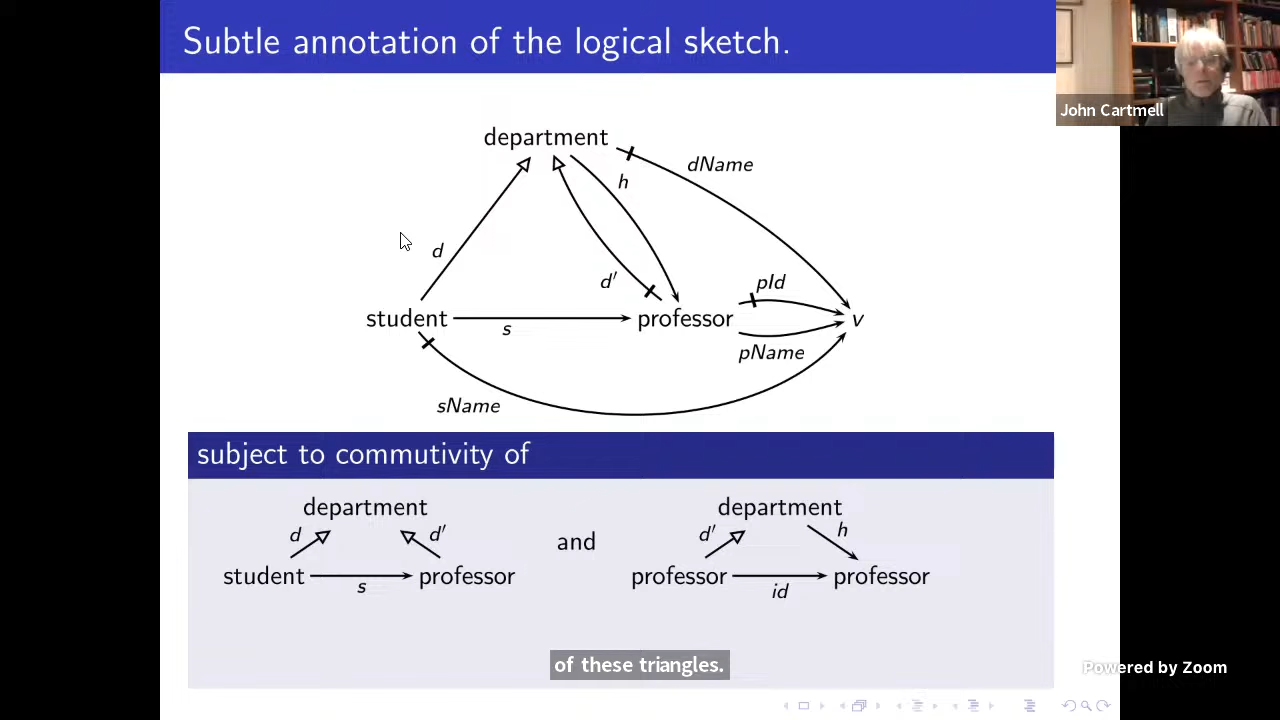 Subtle annotation of the logical sketch.
John Cartmell
department
dName
h
d
d′
pId
student
s
professor
v
pName
sName
subject to commutivity of
department
d
d′
student
s
professor
and
department
d′
h
professor
id
professor
of these triangles.
Powered by Zoom